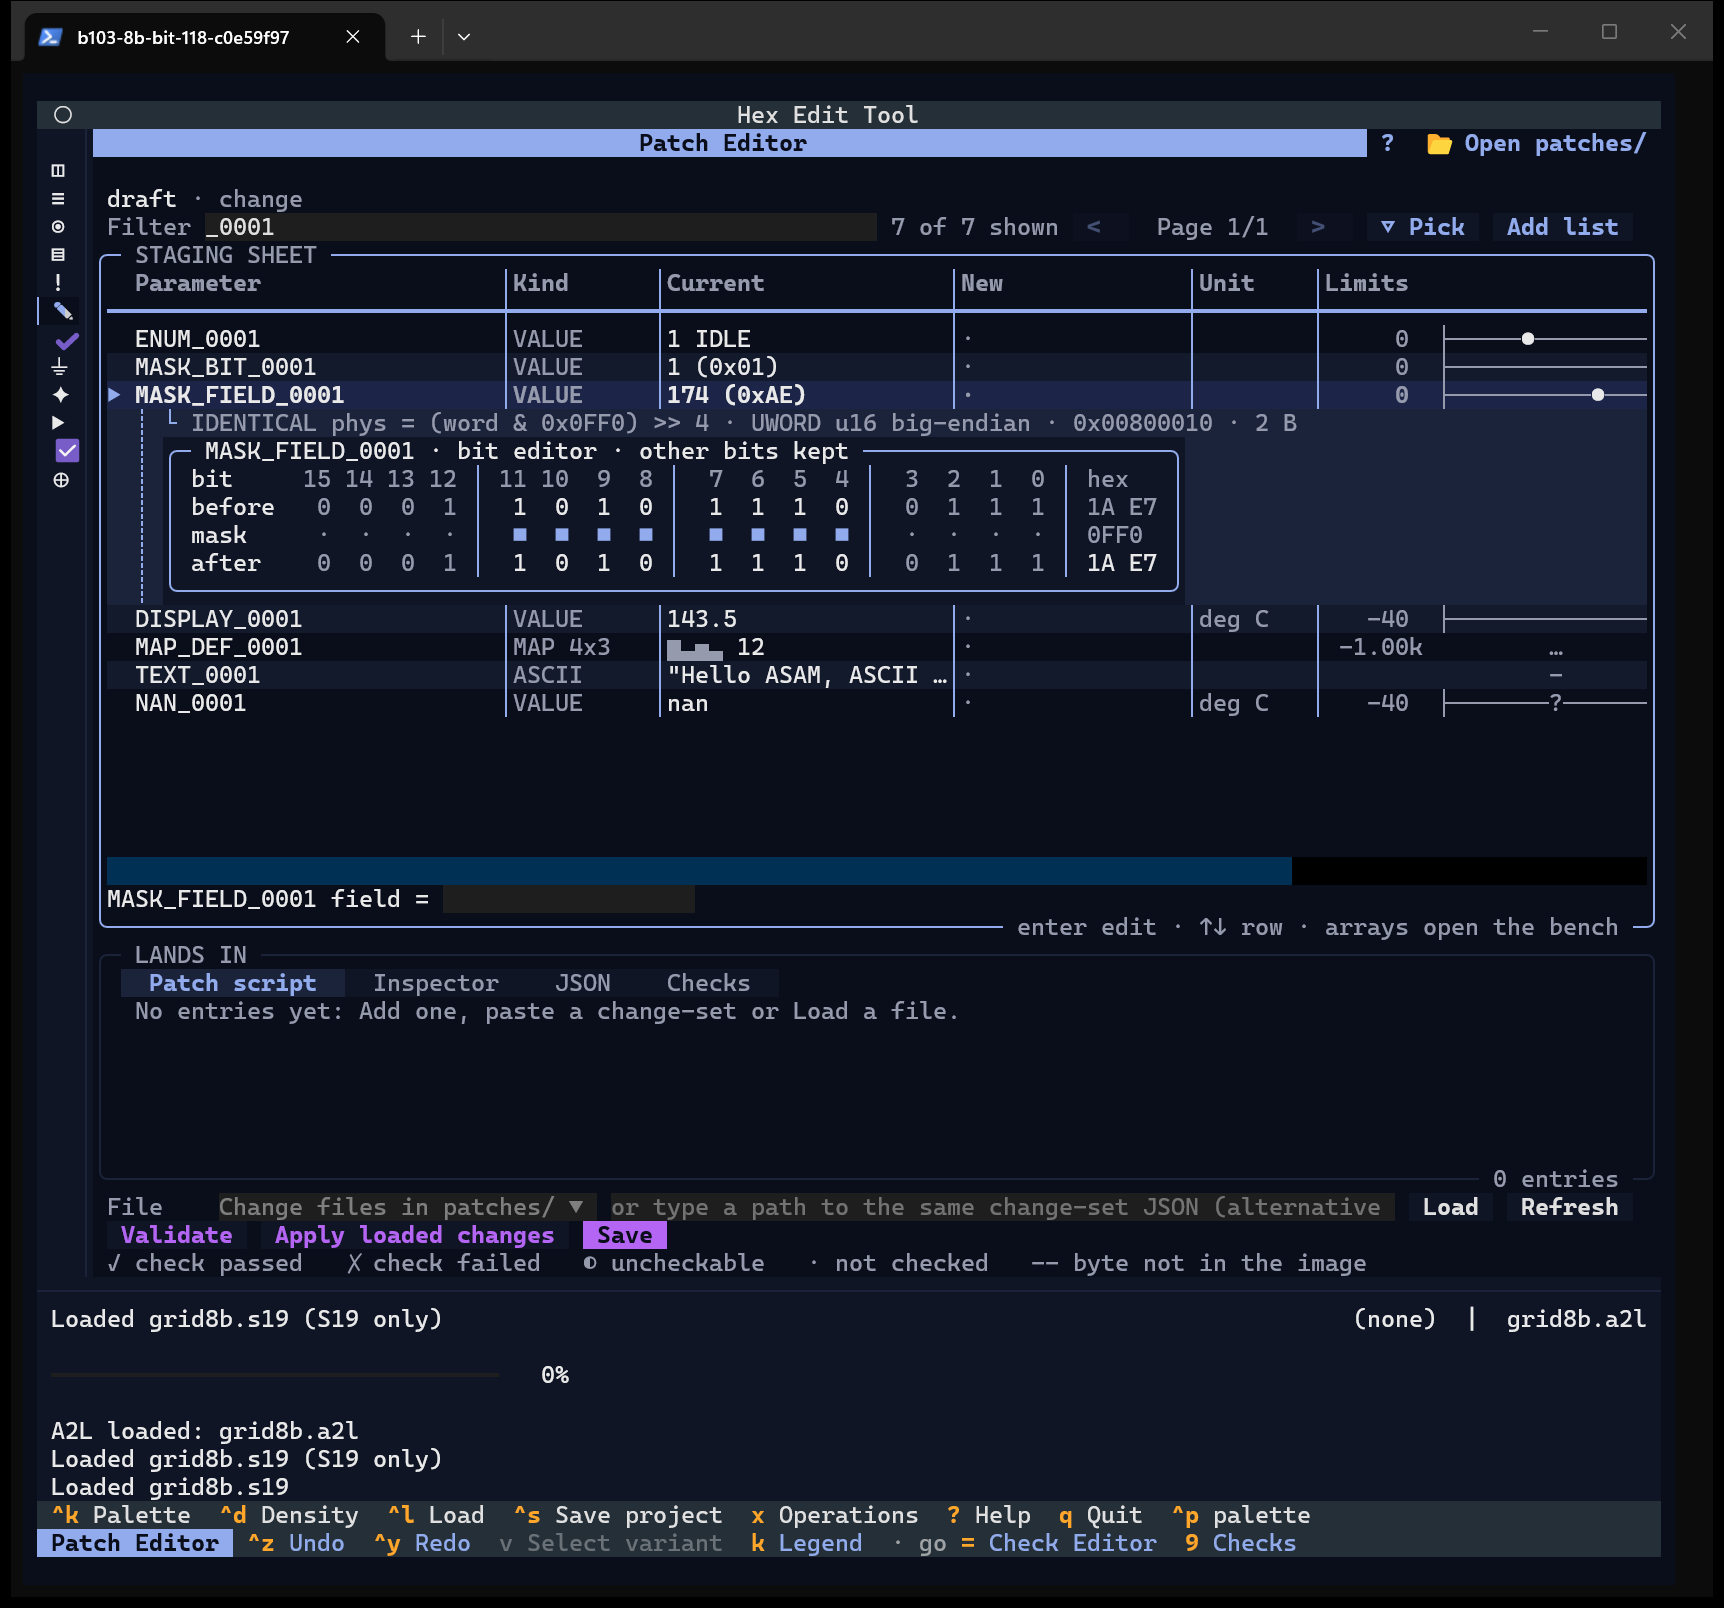 b103-8b-bit-118-c0e59f97
Hex Edit Tool
Patch Editor ? Open patches/
draft · change
Filter _0001 7 of 7 shown < Page 1/1 > ▼ Pick Add list
STAGING SHEET
Parameter Kind Current New Unit Limits
ENUM_0001 VALUE 1 IDLE · 0
MASK_BIT_0001 VALUE 1 (0x01) · 0
▶ MASK_FIELD_0001 VALUE 174 (0xAE) · 0
└ IDENTICAL phys = (word & 0x0FF0) >> 4 · UWORD u16 big-endian · 0x00800010 · 2 B
MASK_FIELD_0001 · bit editor · other bits kept
bit 15 14 13 12 11 10 9 8 7 6 5 4 3 2 1 0 hex
before 0 0 0 1 1 0 1 0 1 1 1 0 0 1 1 1 1A E7
mask · · · · ■ ■ ■ ■ ■ ■ ■ ■ · · · · 0FF0
after 0 0 0 1 1 0 1 0 1 1 1 0 0 1 1 1 1A E7
DISPLAY_0001 VALUE 143.5 · deg C -40
MAP_DEF_0001 MAP 4x3 12 · -1.00k …
TEXT_0001 ASCII "Hello ASAM, ASCII … · -
NAN_0001 VALUE nan · deg C -40 ?
MASK_FIELD_0001 field =
enter edit · ↑↓ row · arrays open the bench
LANDS IN
Patch script Inspector JSON Checks
No entries yet: Add one, paste a change-set or Load a file.
0 entries
File Change files in patches/ ▼ or type a path to the same change-set JSON (alternative Load Refresh
Validate Apply loaded changes Save
√ check passed ╳ check failed ◐ uncheckable · not checked -- byte not in the image
Loaded grid8b.s19 (S19 only) (none) | grid8b.a2l
0%
A2L loaded: grid8b.a2l
Loaded grid8b.s19 (S19 only)
Loaded grid8b.s19
^k Palette ^d Density ^l Load ^s Save project x Operations ? Help q Quit ^p palette
Patch Editor ^z Undo ^y Redo v Select variant k Legend · go = Check Editor 9 Checks